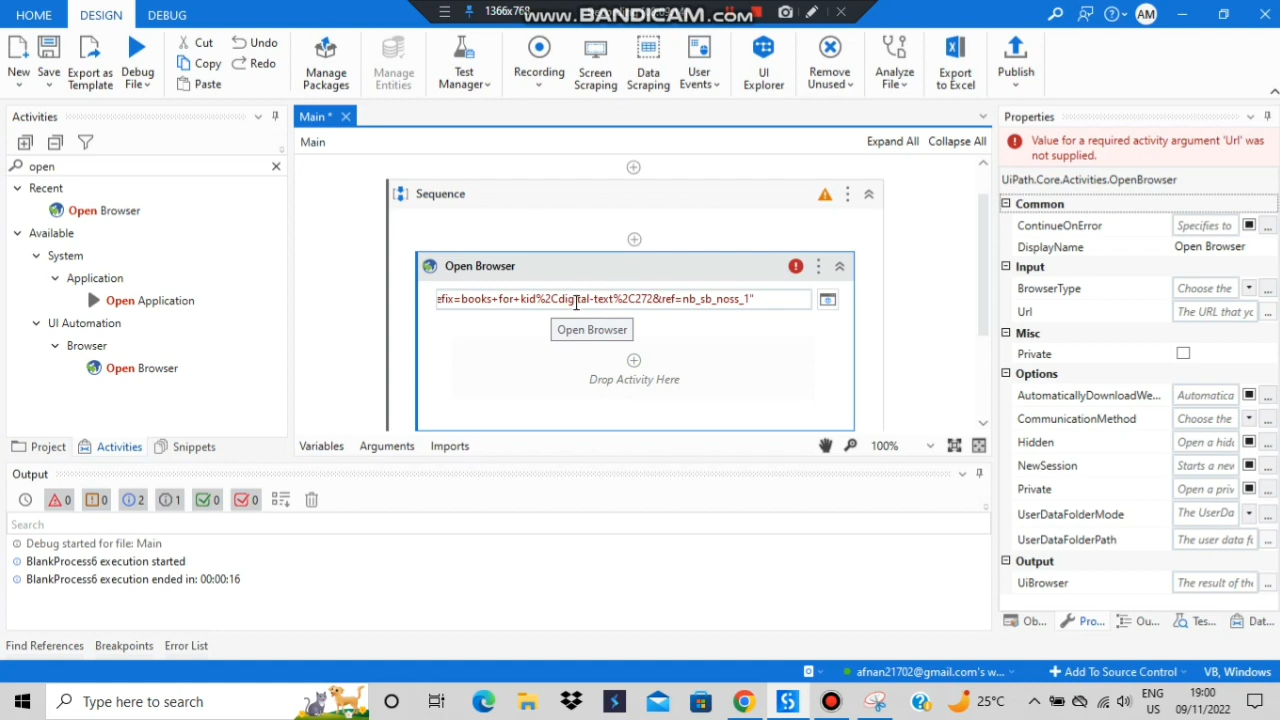 HOME DESIGN DEBUG
1366x768
www.BANDICAM.com
AM
New Save Export as Template Debug File
Cut Copy Paste
Undo Redo
Manage Packages
Manage Entities
Test Manager
Recording
Screen Scraping
Data Scraping
User Events
UI Explorer
Remove Unused
Analyze File
Export to Excel
Publish
Activities
open
Recent
Open Browser
Available
System
Application
Open Application
UI Automation
Browser
Open Browser
Project Activities Snippets
Main *
Main Expand All Collapse All
Sequence
Open Browser
efix=books+for+kid%2Cdigital-text%2C272&ref=nb_sb_noss_1"
Open Browser
Drop Activity Here
Variables Arguments Imports 100%
Properties
Value for a required activity argument 'Url' was
not supplied.
UiPath.Core.Activities.OpenBrowser
Common
ContinueOnError Specifies to ...
DisplayName Open Browser
Input
BrowserType Choose the ...
Url The URL that yo ...
Misc
Private
Options
AutomaticallyDownloadWe... Automatica ...
CommunicationMethod Choose the ...
Hidden Open a hid ...
NewSession Starts a nev ...
Private Open a priv ...
UserDataFolderMode The UserDa ...
UserDataFolderPath The user data f ...
Output
UiBrowser The result of the ...
Ob... Pro... Ou... Tes... Dat...
Output
0 0 2 1 0 0
Search
Debug started for file: Main
BlankProcess6 execution started
BlankProcess6 execution ended in: 00:00:16
Find References Breakpoints Error List
afnan21702@gmail.com's w... Add To Source Control VB, Windows
Type here to search
25°C
ENG
US
19:00
09/11/2022